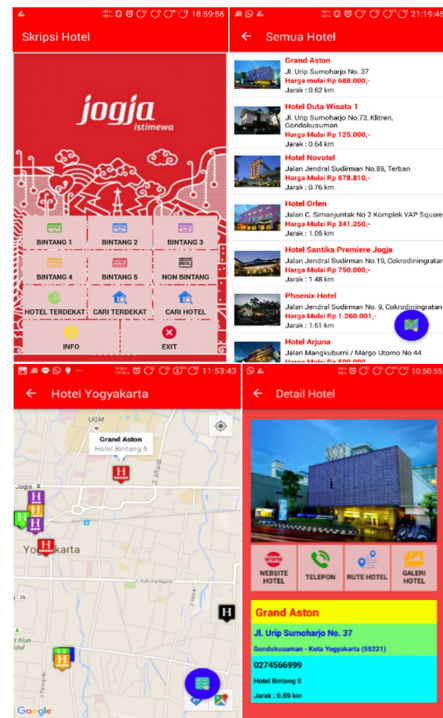 18:59:56
Skripsi Hotel
jogja
istimewa
BINTANG 1
BINTANG 2
BINTANG 3
BINTANG 4
BINTANG 5
NON BINTANG
HOTEL TERDEKAT
CARI TERDEKAT
CARI HOTEL
INFO
EXIT
21:19:45
Semua Hotel
Grand Aston
Jl. Urip Sumoharjo No. 37
Harga mulai Rp 688.000,-
Jarak : 0.62 km
Hotel Duta Wisata 1
Jl. Urip Sumoharjo No.73, Klitren,
Gondokusuman
Harga Mulai Rp 125.000,-
Jarak : 0.64 km
Hotel Novotel
Jalan Jendral Sudirman No.89, Terban
Harga Mulai Rp 678.810,-
Jarak : 0.76 km
Hotel Orlen
Jalan C. Simanjuntak No 2 Komplek YAP Square
Harga Mulai Rp 341.250,-
Jarak : 1.05 km
Hotel Santika Premiere Jogja
Jalan Jendral Sudirman No.19, Cokrodiningratan
Harga Mulai Rp 750.000,-
Jarak : 1.48 km
Phoenix Hotel
Jalan Jendral Sudirman No. 9, Cokrodiningratan
Harga Mulai Rp 1.260.001,-
Jarak : 1.61 km
Hotel Arjuna
Jalan Mangkubumi / Margo Utomo No 44
Harga Mulai Rp 500.000
11:53:43
Hotel Yogyakarta
UGM
Grand Aston
Hotel Bintang 5
Jogja
H
H
H
Yogyakarta
H
H
Alun
Google
10:50:55
Detail Hotel
WEBSITE
HOTEL
TELEPON
RUTE HOTEL
GALERI
HOTEL
Grand Aston
Jl. Urip Sumoharjo No. 37
Gondokusuman - Kota Yogyakarta (55221)
0274566999
Hotel Bintang 5
Jarak : 0.59 km